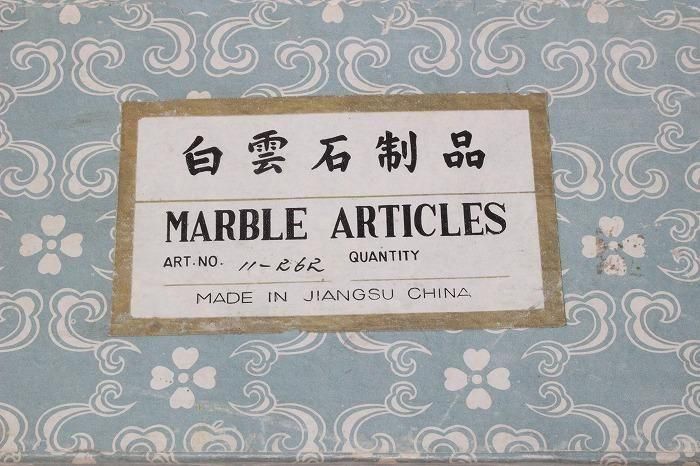 白雲石制品
MARBLE ARTICLES
ART.NO. 11-262 QUANTITY
MADE IN JIANGSU CHINA